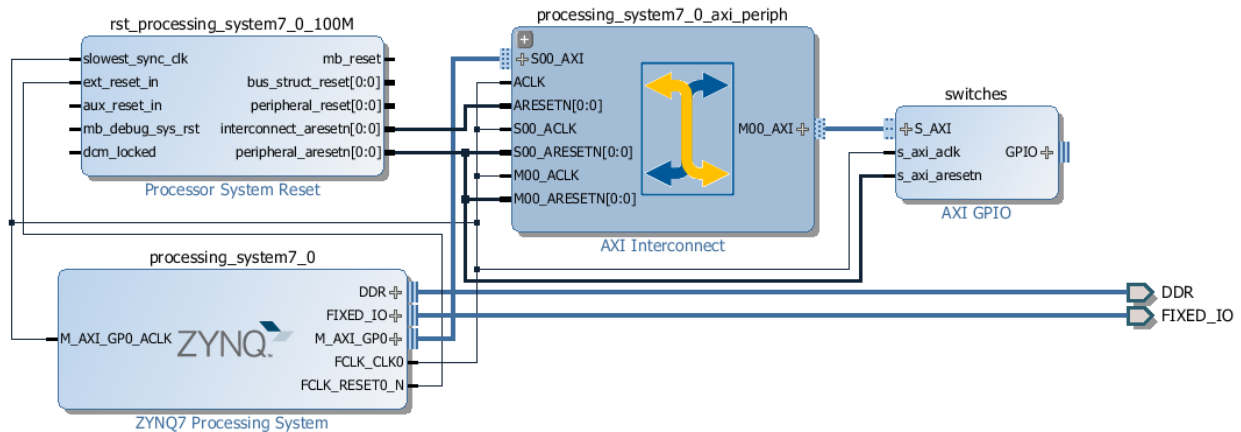 rst_processing_system7_0_100M
slowest_sync_clk
ext_reset_in
aux_reset_in
mb_debug_sys_rst
dcm_locked
mb_reset
bus_struct_reset[0:0]
peripheral_reset[0:0]
interconnect_aresetn[0:0]
peripheral_aresetn[0:0]
Processor System Reset
processing_system7_0_axi_periph
S00_AXI
ACLK
ARESETN[0:0]
S00_ACLK
S00_ARESETN[0:0]
M00_ACLK
M00_ARESETN[0:0]
M00_AXI
AXI Interconnect
switches
S_AXI
s_axi_aclk
s_axi_aresetn
GPIO
AXI GPIO
processing_system7_0
M_AXI_GP0_ACLK
ZYNQ
DDR
FIXED_IO
M_AXI_GP0
FCLK_CLK0
FCLK_RESET0_N
ZYNQ7 Processing System
DDR
FIXED_IO